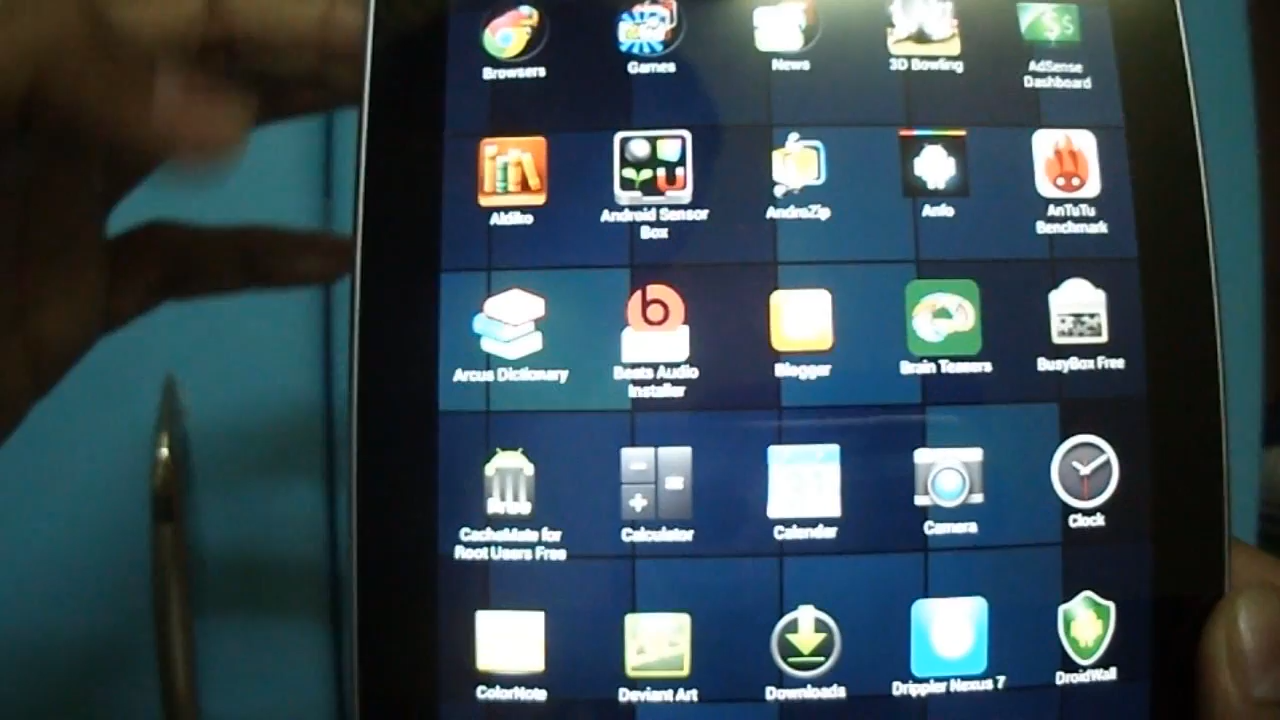 Browsers
Games
News
3D Bowling
AdSense
Dashboard
Aldiko
Android Sensor
Box
AndroZip
Anfo
AnTuTu
Benchmark
Arcus Dictionary
Beats Audio
Installer
Blogger
Brain Teasers
BusyBox Free
CacheMate for
Root Users Free
Calculator
Calendar
Camera
Clock
ColorNote
Deviant Art
Downloads
Drippler Nexus 7
DroidWall